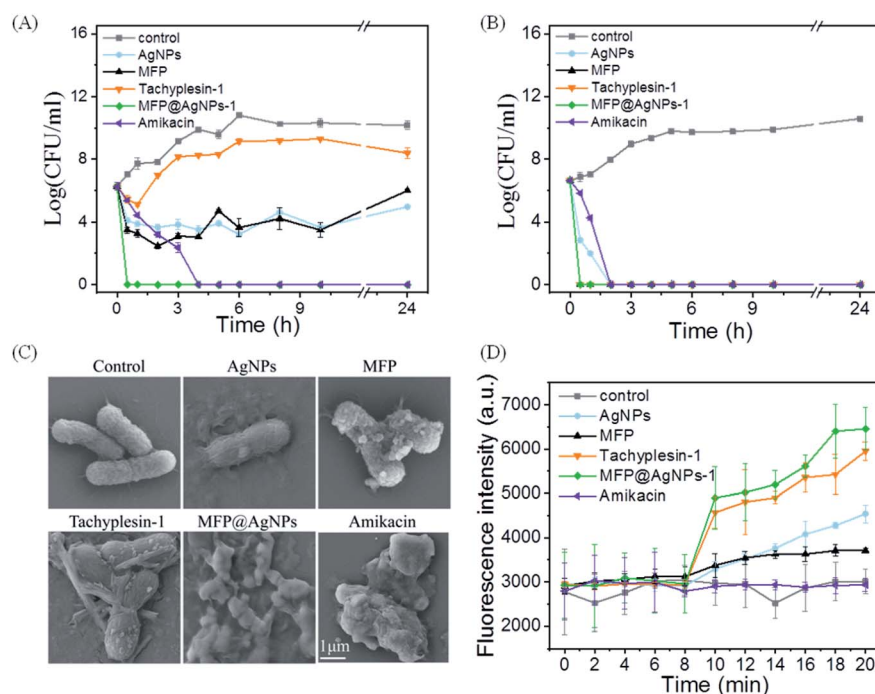 (A)
16
12
8
4
0
Log(CFU/ml)
control
AgNPs
MFP
Tachyplesin-1
MFP@AgNPs-1
Amikacin
0 3 6 9 24
Time (h)
(B)
16
12
8
4
0
Log(CFU/ml)
control
AgNPs
MFP
Tachyplesin-1
MFP@AgNPs-1
Amikacin
0 3 6 9 24
Time (h)
(C)
Control AgNPs MFP
Tachyplesin-1 MFP@AgNPs Amikacin
1μm
(D)
7000
6000
5000
4000
3000
2000
Fluorescence intensity (a.u.)
control
AgNPs
MFP
Tachyplesin-1
MFP@AgNPs-1
Amikacin
0 2 4 6 8 10 12 14 16 18 20
Time (min)